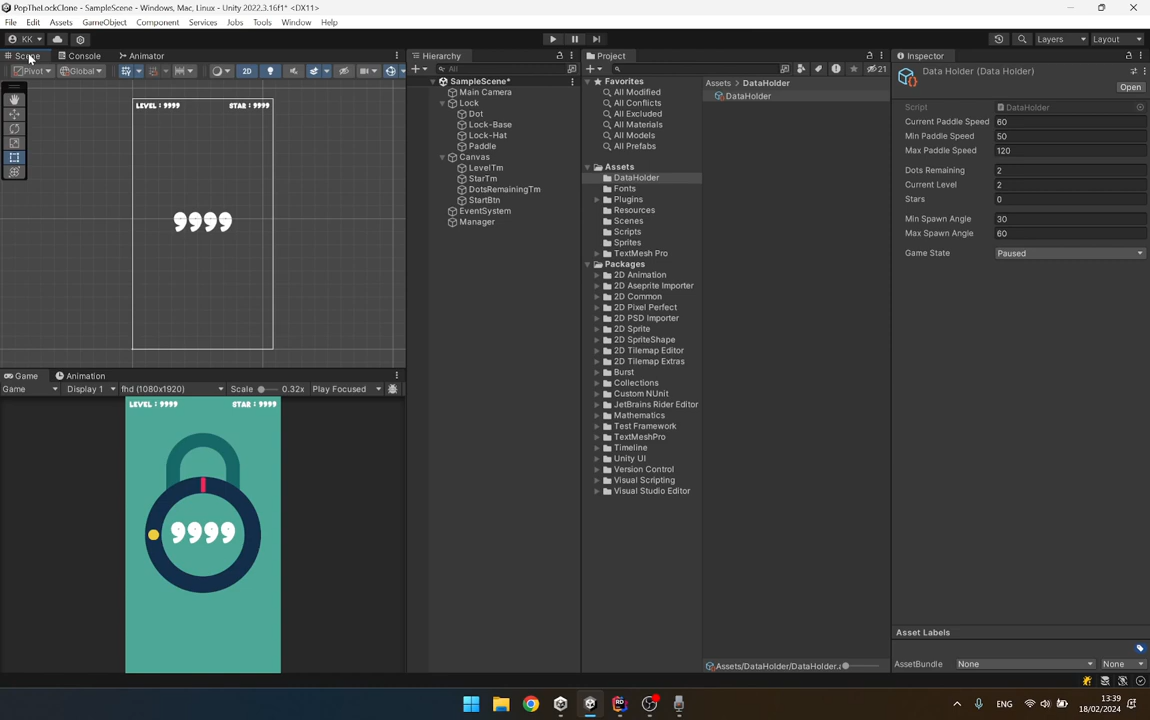 PopTheLockClone - SampleScene - Windows, Mac, Linux - Unity 2022.3.16f1* <DX11>
File Edit Assets GameObject Component Services Jobs Tools Window Help
KK Layers Layout
Scene Console Animator
Pivot Global 2D
LEVEL : 9999 STAR : 9999
9999
Game Animation
Game Display 1 fhd (1080x1920) Scale 0.32x Play Focused
LEVEL : 9999 STAR : 9999
9999
Hierarchy
All
SampleScene*
Main Camera
Lock
Dot
Lock-Base
Lock-Hat
Paddle
Canvas
LevelTm
StarTm
DotsRemainingTm
StartBtn
EventSystem
Manager
Project
21
Favorites
All Modified
All Conflicts
All Excluded
All Materials
All Models
All Prefabs
Assets
DataHolder
Fonts
Plugins
Resources
Scenes
Scripts
Sprites
TextMesh Pro
Packages
2D Animation
2D Aseprite Importer
2D Common
2D Pixel Perfect
2D PSD Importer
2D Sprite
2D SpriteShape
2D Tilemap Editor
2D Tilemap Extras
Burst
Collections
Custom NUnit
JetBrains Rider Editor
Mathematics
Test Framework
TextMeshPro
Timeline
Unity UI
Version Control
Visual Scripting
Visual Studio Editor
Assets > DataHolder
DataHolder
Assets/DataHolder/DataHolder.a
Inspector
Data Holder (Data Holder)
Open
Script DataHolder
Current Paddle Speed 60
Min Paddle Speed 50
Max Paddle Speed 120
Dots Remaining 2
Current Level 2
Stars 0
Min Spawn Angle 30
Max Spawn Angle 60
Game State Paused
Asset Labels
AssetBundle None None
RD
ENG
13:39
18/02/2024